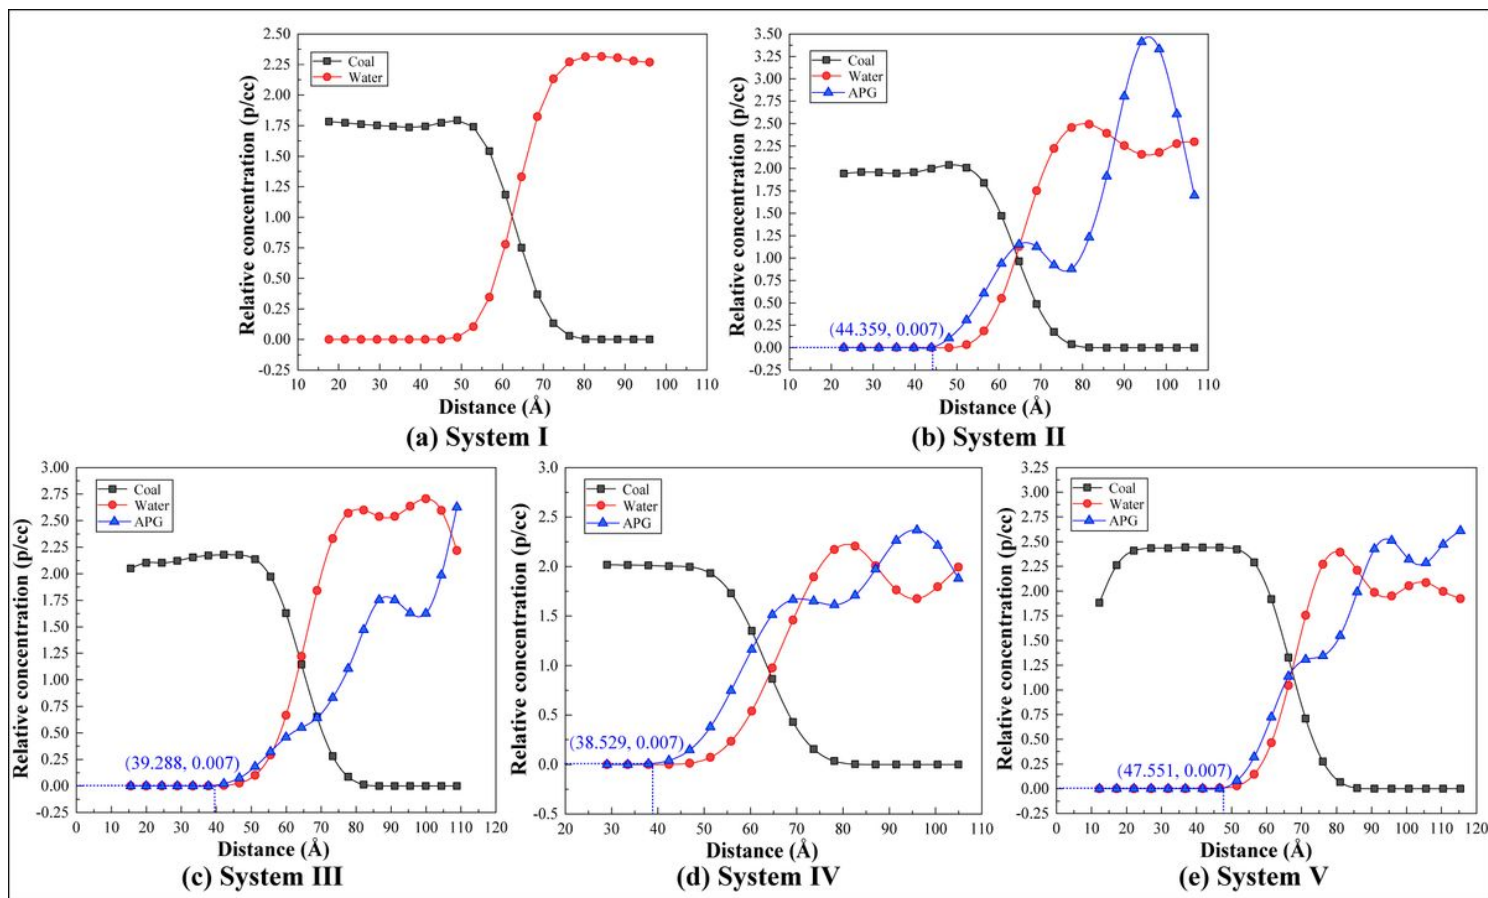 2.50
2.25
2.00
1.75
1.50
1.25
1.00
0.75
0.50
0.25
0.00
-0.25
Relative concentration (p/cc)
Coal
Water
10 20 30 40 50 60 70 80 90 100 110
Distance (Å)
(a) System I
3.50
3.25
3.00
2.75
2.50
2.25
2.00
1.75
1.50
1.25
1.00
0.75
0.50
0.25
0.00
-0.25
Relative concentration (p/cc)
Coal
Water
APG
(44.359, 0.007)
10 20 30 40 50 60 70 80 90 100 110
Distance (Å)
(b) System II
3.00
2.75
2.50
2.25
2.00
1.75
1.50
1.25
1.00
0.75
0.50
0.25
0.00
-0.25
Relative concentration (p/cc)
Coal
Water
APG
(39.288, 0.007)
0 10 20 30 40 50 60 70 80 90 100 110 120
Distance (Å)
(c) System III
3.0
2.5
2.0
1.5
1.0
0.5
0.0
-0.5
Relative concentration (p/cc)
Coal
Water
APG
(38.529, 0.007)
20 30 40 50 60 70 80 90 100 110
Distance (Å)
(d) System IV
3.25
3.00
2.75
2.50
2.25
2.00
1.75
1.50
1.25
1.00
0.75
0.50
0.25
0.00
-0.25
Relative concentration (p/cc)
Coal
Water
APG
(47.551, 0.007)
0 10 20 30 40 50 60 70 80 90 100 110 120
Distance (Å)
(e) System V